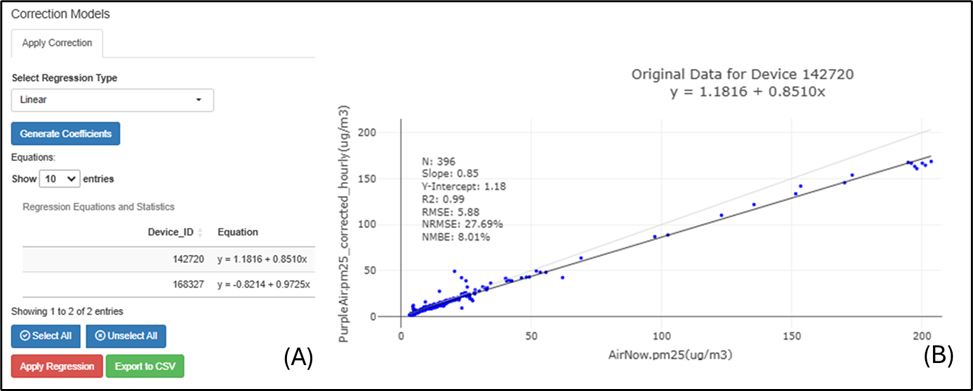 Correction Models
Apply Correction
Select Regression Type
Linear
Generate Coefficients
Equations:
Show 10 entries
Regression Equations and Statistics
Device_ID Equation
142720 y = 1.1816 + 0.8510x
168327 y = -0.8214 + 0.9725x
Showing 1 to 2 of 2 entries
Select All Unselect All
Apply Regression Export to CSV
(A)
Original Data for Device 142720
y = 1.1816 + 0.8510x
PurpleAir.pm25_corrected_hourly(ug/m3)
200
150
100
50
0
N: 396
Slope: 0.85
Y-Intercept: 1.18
R2: 0.99
RMSE: 5.88
NRMSE: 27.69%
NMBE: 8.01%
0 50 100 150 200
AirNow.pm25(ug/m3)
(B)